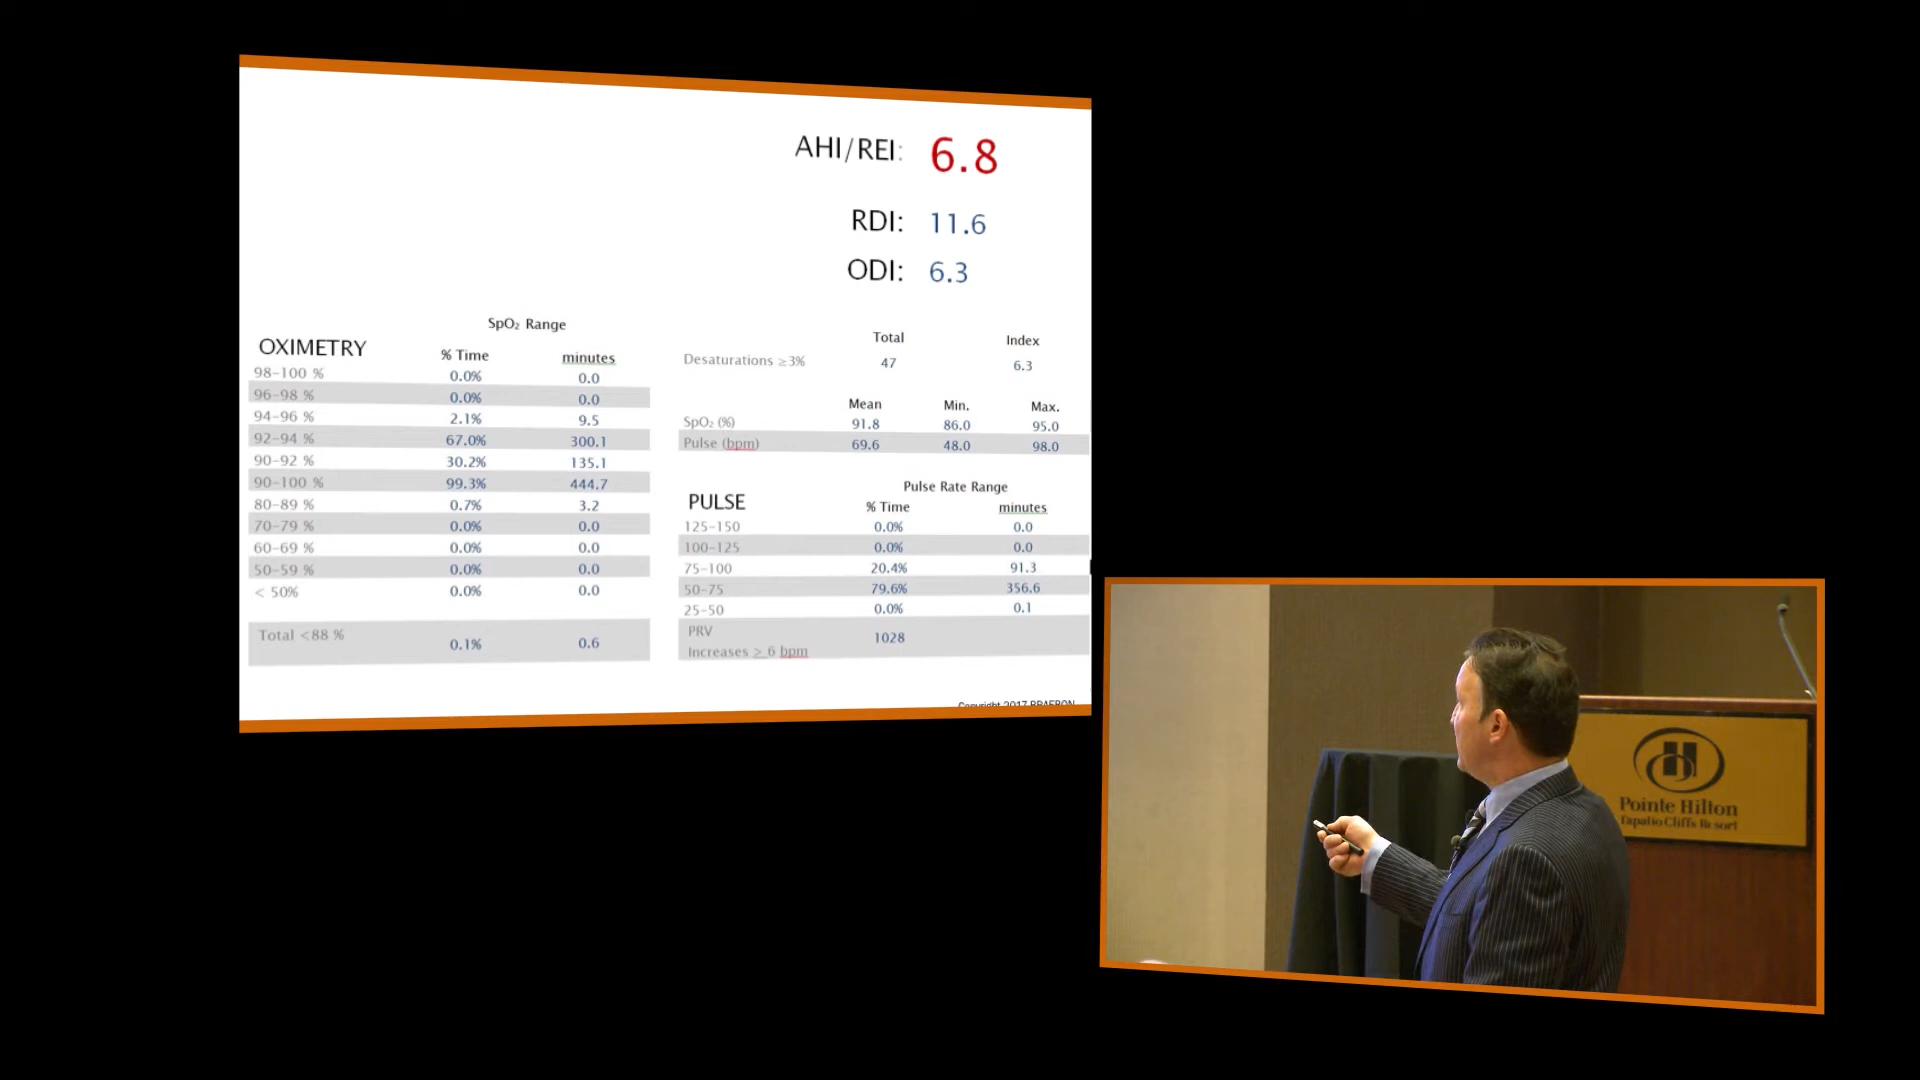 AHI/REI: 6.8
RDI: 11.6
ODI: 6.3
SpO₂ Range
OXIMETRY % Time minutes
98-100 % 0.0% 0.0
96-98 % 0.0% 0.0
94-96 % 2.1% 9.5
92-94 % 67.0% 300.1
90-92 % 30.2% 135.1
90-100 % 99.3% 444.7
80-89 % 0.7% 3.2
70-79 % 0.0% 0.0
60-69 % 0.0% 0.0
50-59 % 0.0% 0.0
< 50% 0.0% 0.0
Total <88 % 0.1% 0.6
Total Index
Desaturations ≥3% 47 6.3
Mean Min. Max.
SpO₂ (%) 91.8 86.0 95.0
Pulse (bpm) 69.6 48.0 98.0
Pulse Rate Range
PULSE % Time minutes
125-150 0.0% 0.0
100-125 0.0% 0.0
75-100 20.4% 91.3
50-75 79.6% 356.6
25-50 0.0% 0.1
PRV 1028
Increases ≥ 6 bpm
Copyright 2017 BRAEBON
Pointe Hilton
Tapatio Cliffs Resort